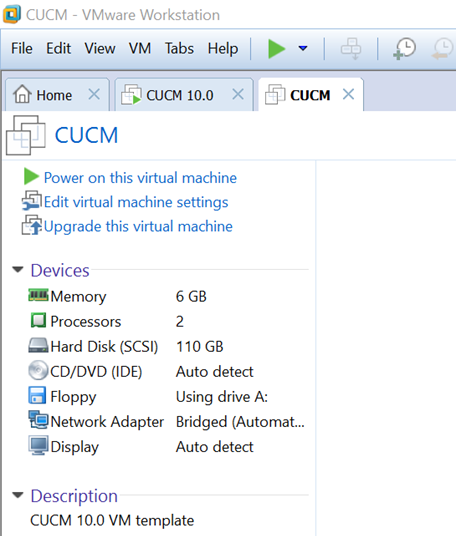 CUCM - VMware Workstation
File Edit View VM Tabs Help
Home CUCM 10.0 CUCM
CUCM
Power on this virtual machine
Edit virtual machine settings
Upgrade this virtual machine
Devices
Memory 6 GB
Processors 2
Hard Disk (SCSI) 110 GB
CD/DVD (IDE) Auto detect
Floppy Using drive A:
Network Adapter Bridged (Automat...
Display Auto detect
Description
CUCM 10.0 VM template